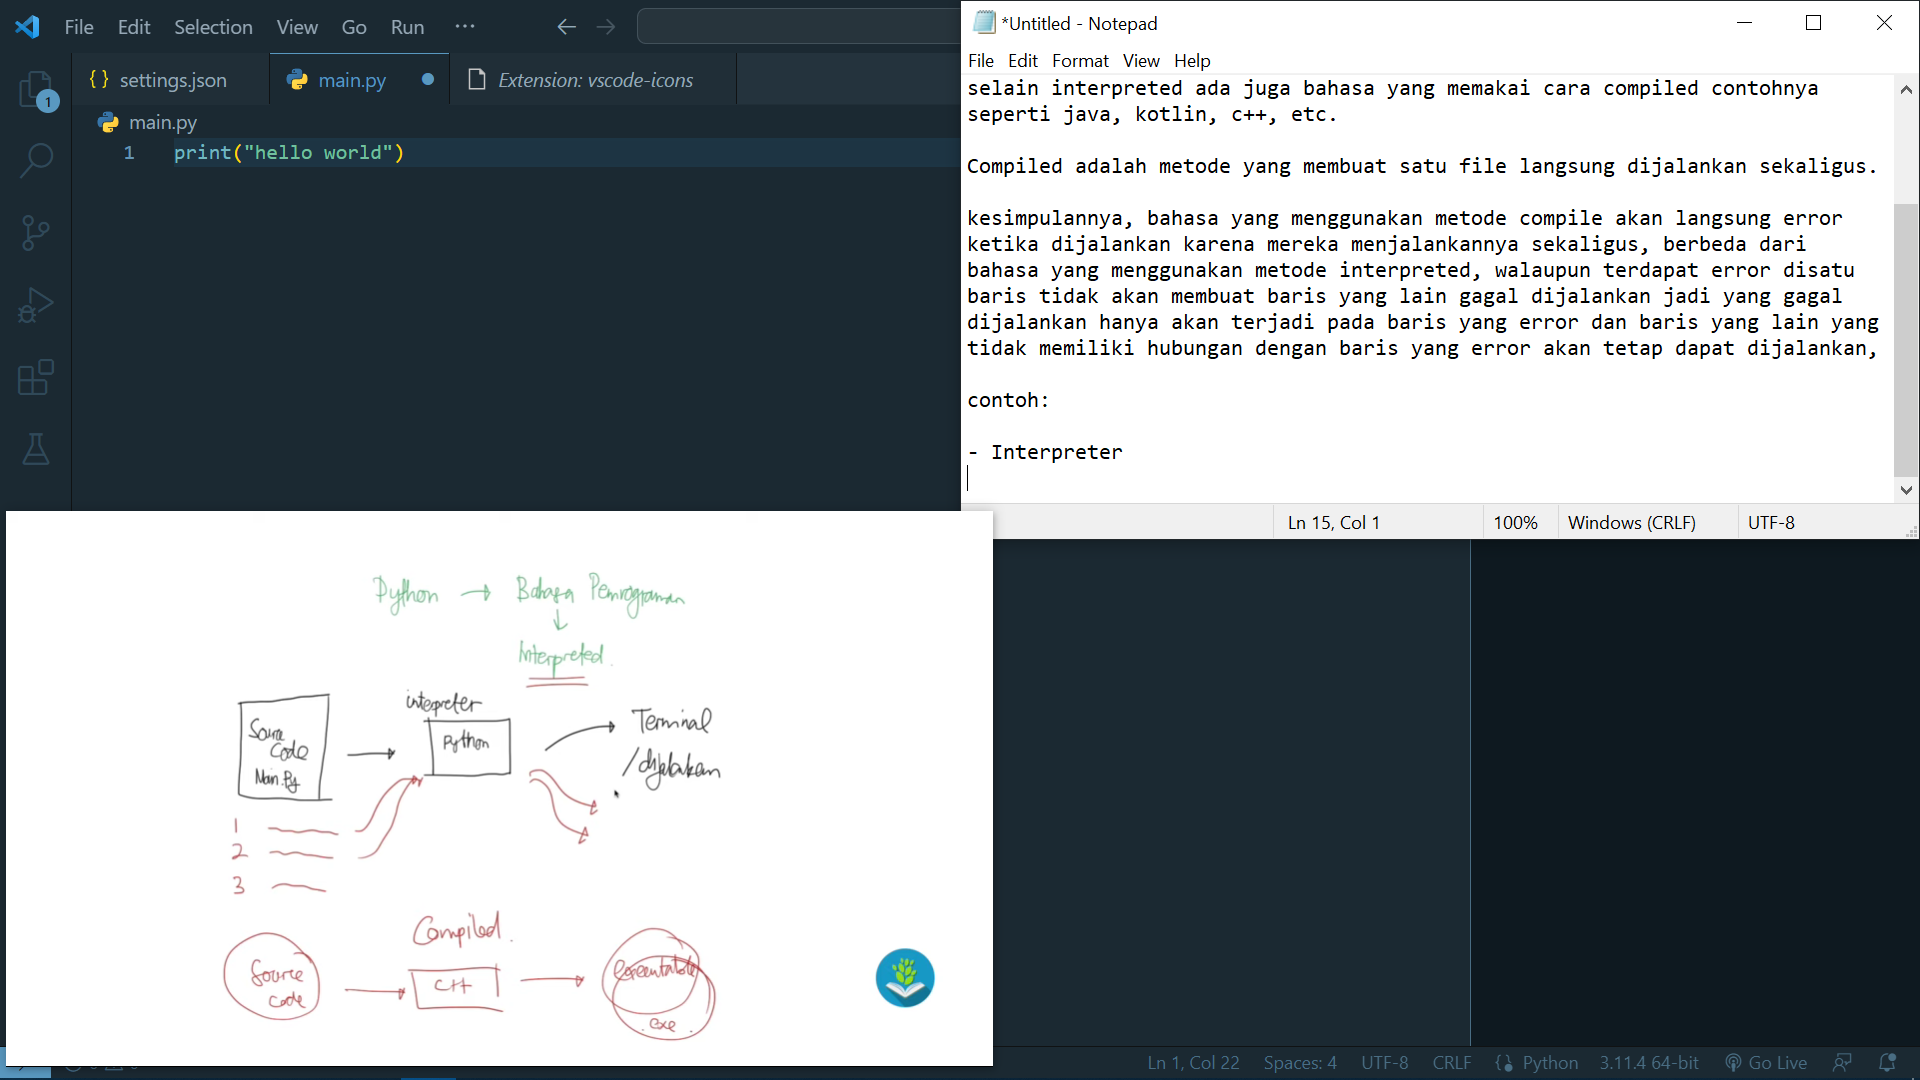 File Edit Selection View Go Run ···
settings.json main.py Extension: vscode-icons
1
main.py
1 print("hello world")
*Untitled - Notepad
File Edit Format View Help
selain interpreted ada juga bahasa yang memakai cara compiled contohnya
seperti java, kotlin, c++, etc.
Compiled adalah metode yang membuat satu file langsung dijalankan sekaligus.
kesimpulannya, bahasa yang menggunakan metode compile akan langsung error
ketika dijalankan karena mereka menjalankannya sekaligus, berbeda dari
bahasa yang menggunakan metode interpreted, walaupun terdapat error disatu
baris tidak akan membuat baris yang lain gagal dijalankan jadi yang gagal
dijalankan hanya akan terjadi pada baris yang error dan baris yang lain yang
tidak memiliki hubungan dengan baris yang error akan tetap dapat dijalankan,
contoh:
- Interpreter
Ln 15, Col 1 100% Windows (CRLF) UTF-8
Python → Bahasa Pemrograman
↓
Interpreted.
intepreter
Source
Code
Main.Py
Python
Terminal
1
2
3
Compiled.
Source
code
C++
executable
.exe.
Ln 1, Col 22 Spaces: 4 UTF-8 CRLF {} Python 3.11.4 64-bit Go Live